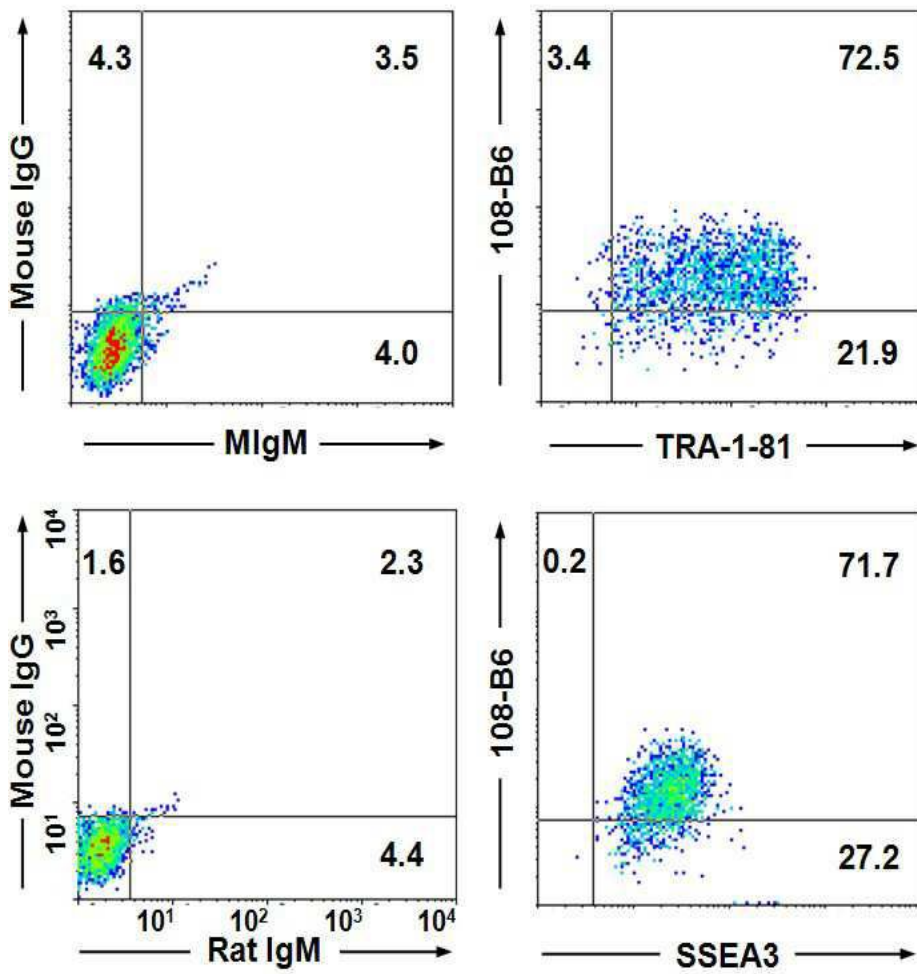 4.3 3.5
4.0
Mouse IgG
MIgM
3.4 72.5
21.9
108-B6
TRA-1-81
1.6 2.3
4.4
Mouse IgG
10⁴
10³
10²
10¹
10¹ 10² 10³ 10⁴
Rat IgM
0.2 71.7
27.2
108-B6
SSEA3